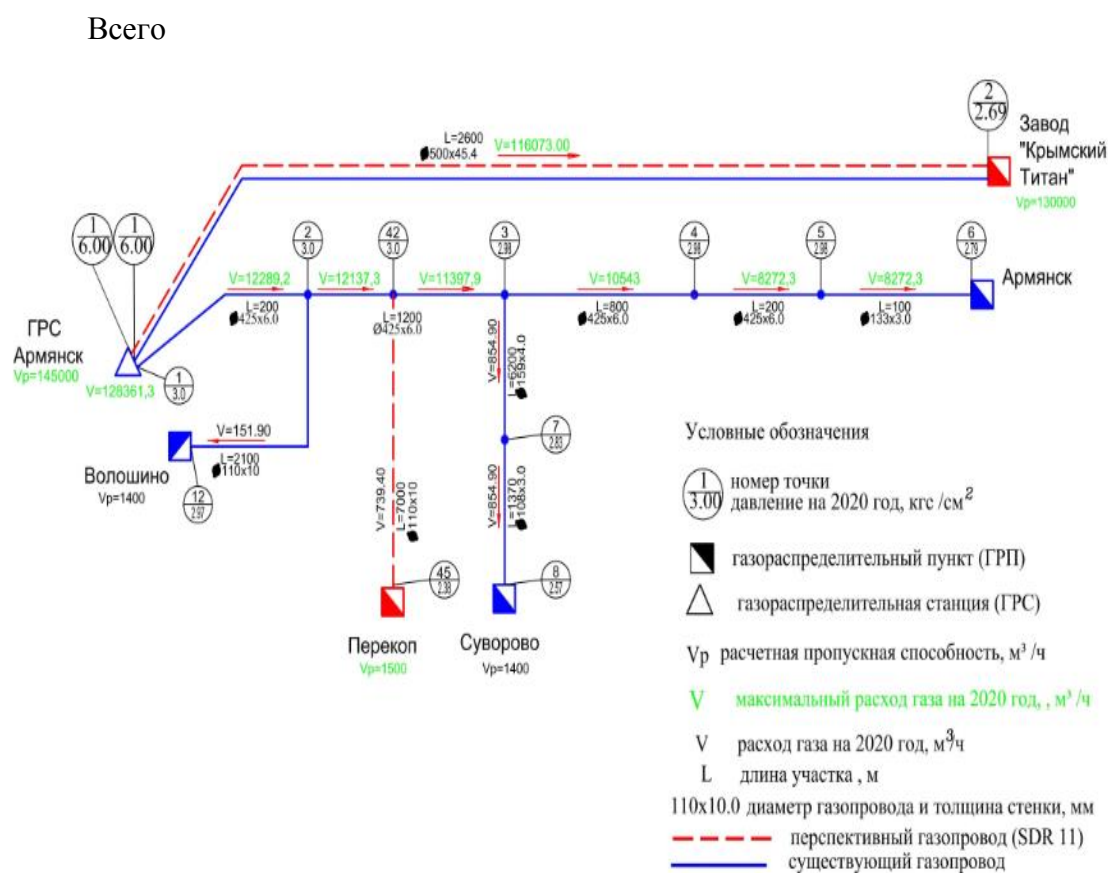 Всего
2
2.69
Завод
"Крымский
Титан"
Vp=130000
L=2600
V=116073.00
500x45.4
1
6.00
1
6.00
2
3.0
42
3.0
3
2.98
4
2.98
5
2.98
6
2.79
V=12289,2
V=12137,3
V=11397,9
V=10543
V=8272,3
V=8272,3
Армянск
L=200
425x6.0
L=1200
Ø425x6.0
L=800
425x6.0
L=200
425x6.0
L=100
133x3.0
ГРС
Армянск
Vp=145000
V=128361,3
1
3.0
V=854.90
L=6200
159x4.0
V=151.90
L=2100
110x10
Волошино
Vp=1400
12
2.97
7
2.83
V=739.40
L=7000
110x10
V=854.90
L=1370
108x3.0
45
2.38
8
2.57
Перекоп
Vp=1500
Суворово
Vp=1400
Условные обозначения
1
3.00
номер точки
давление на 2020 год, кгс /см²
газораспределительный пункт (ГРП)
газораспределительная станция (ГРС)
Vp расчетная пропускная способность, м³ /ч
V максимальный расход газа на 2020 год, , м³ /ч
V расход газа на 2020 год, м³/ч
L длина участка , м
110x10.0 диаметр газопровода и толщина стенки, мм
перспективный газопровод (SDR 11)
существующий газопровод